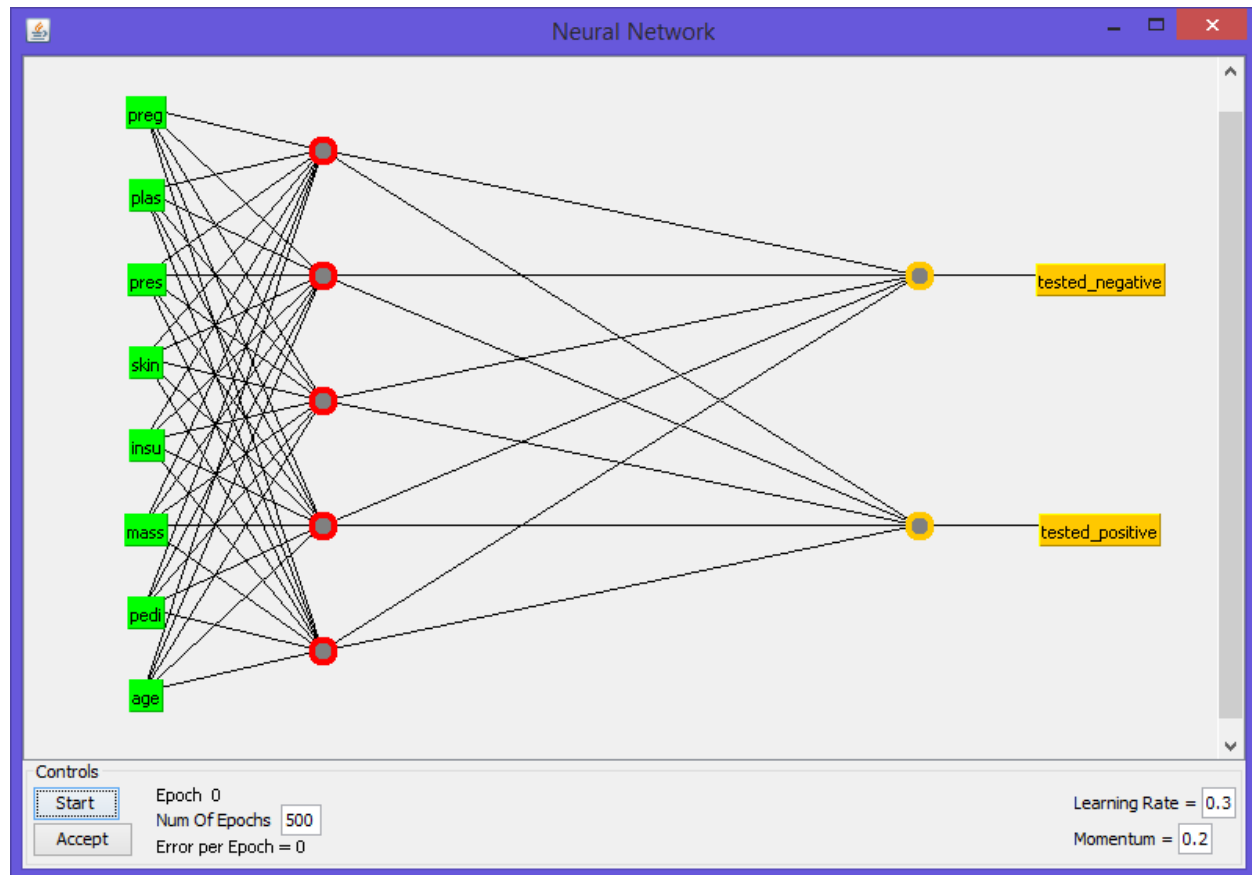 Neural Network
preg
plas
pres
skin
insu
mass
pedi
age
tested_negative
tested_positive
Controls
Start
Accept
Epoch 0
Num Of Epochs 500
Error per Epoch = 0
Learning Rate = 0.3
Momentum = 0.2